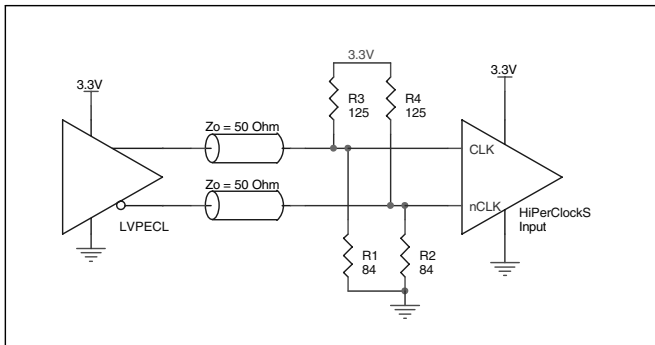 3.3V
3.3V
3.3V
R3
125
R4
125
Zo = 50 Ohm
CLK
Zo = 50 Ohm
nCLK
HiPerClockS
Input
LVPECL
R1
84
R2
84